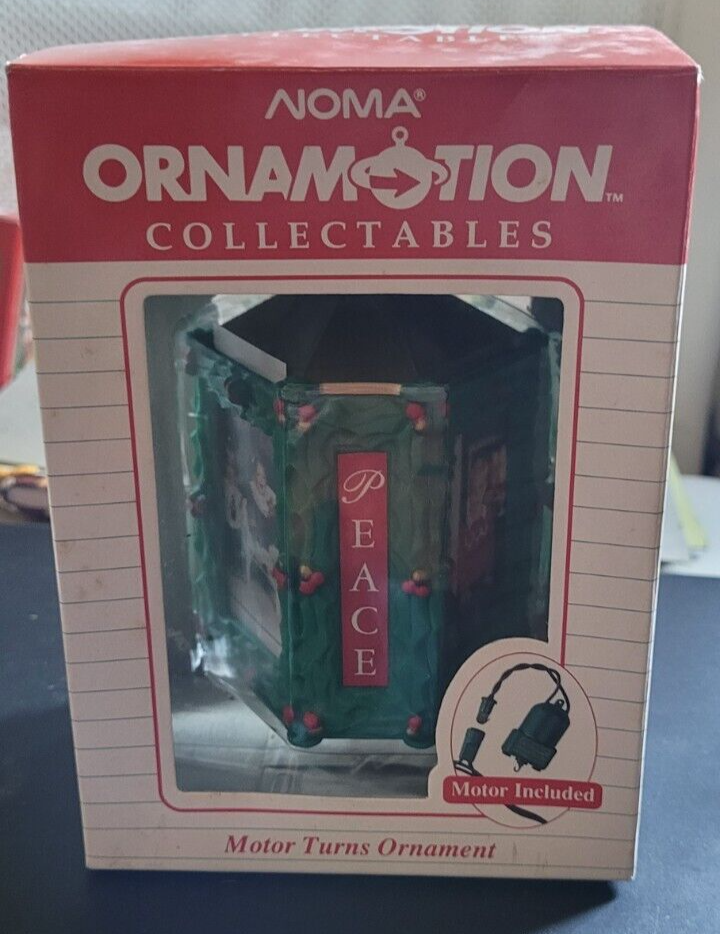 NOMA®
ORNAMOTION™
COLLECTABLES
PEACE
Motor Included
Motor Turns Ornament